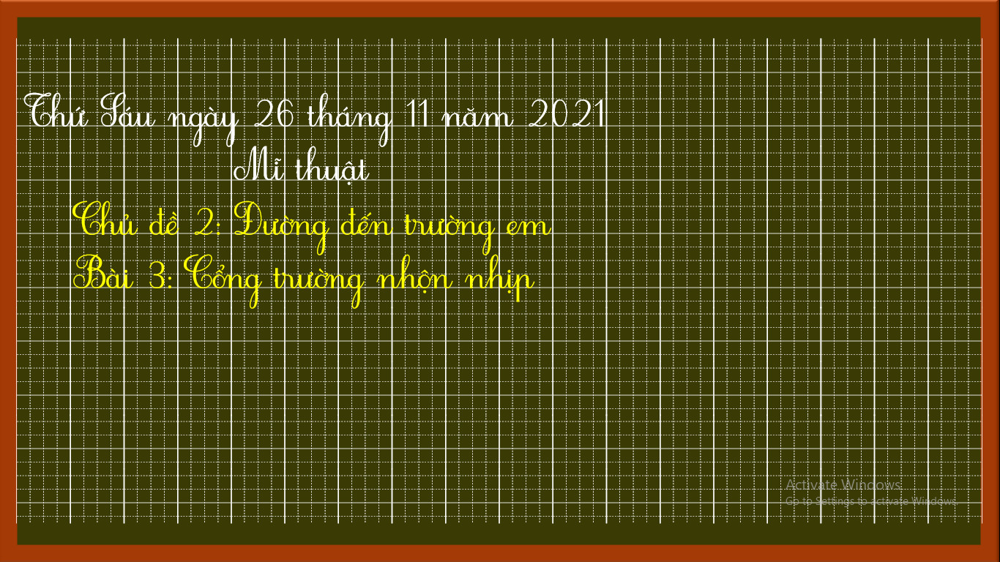 Thứ Sáu ngày 26 tháng 11 năm 2021
Mĩ thuật
Chủ đề 2: Đường đến trường em
Bài 3: Cổng trường nhộn nhịp
Activate Windows
Go to Settings to activate Windows.